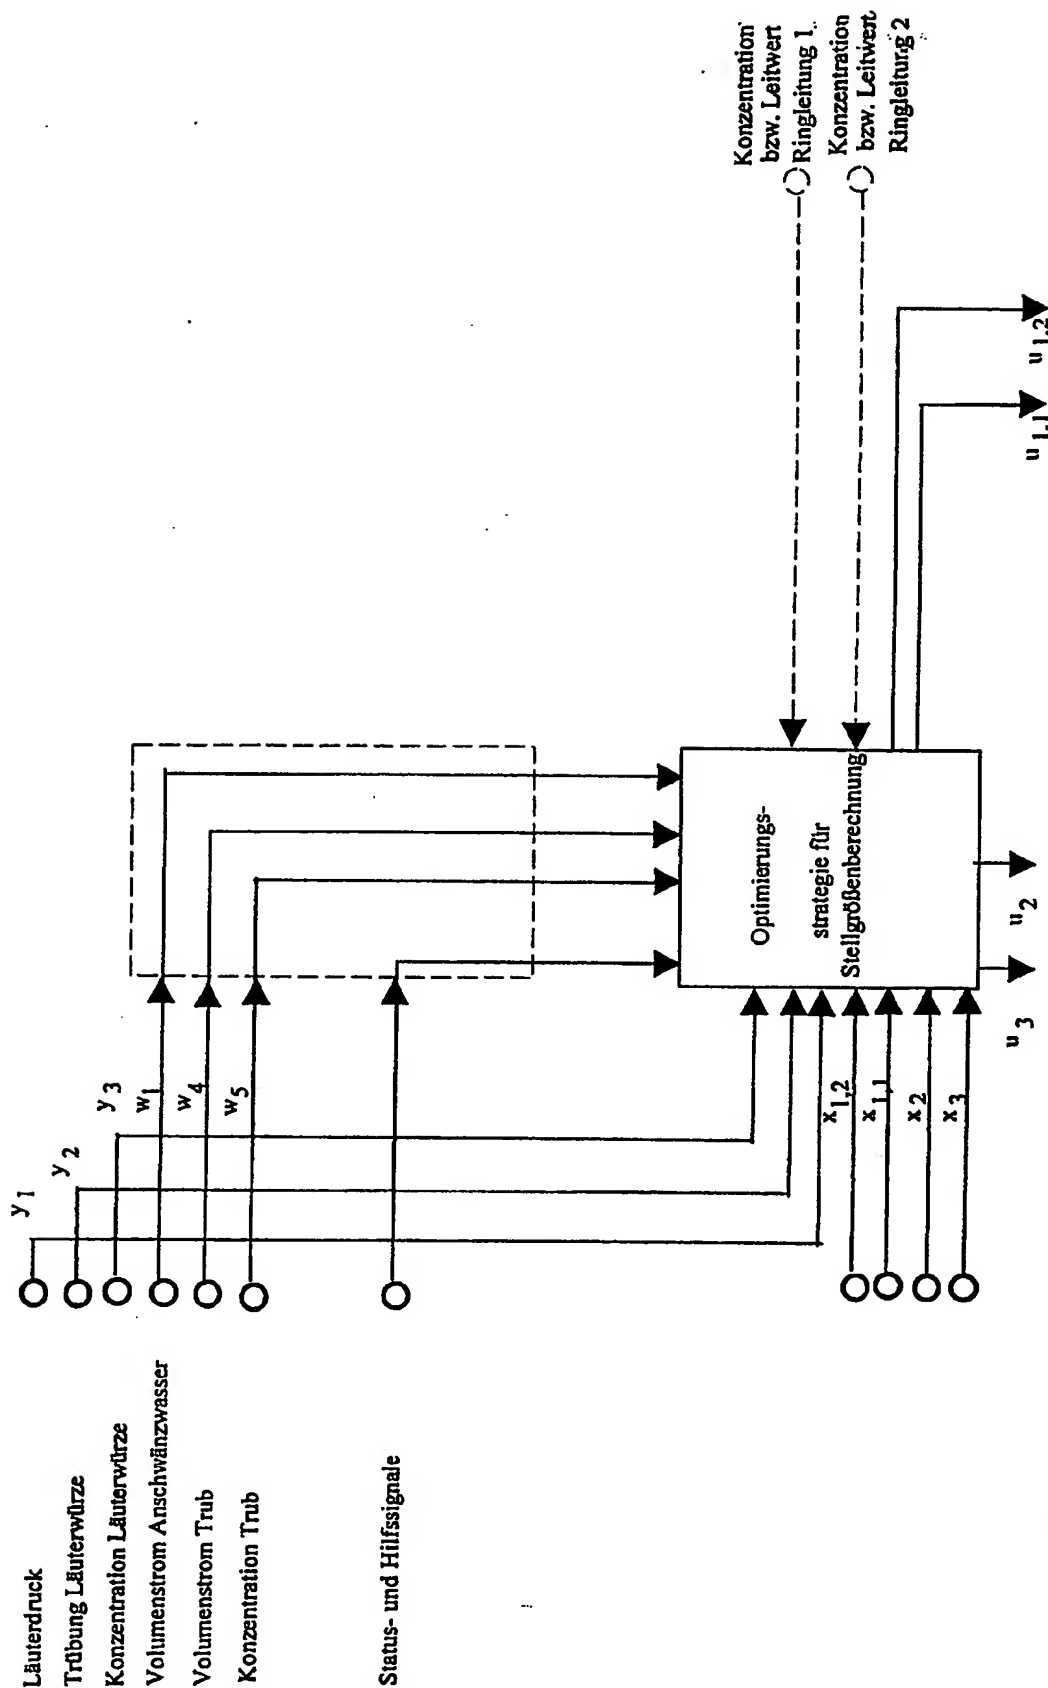 Läuterdruck
Trübung Läuterwürze
Konzentration Läuterwürze
Volumenstrom Anschwänzwasser
Volumenstrom Trub
Konzentration Trub
Status- und Hilfssignale
y1
y2
y3
w1
w4
w5
x1,2
x1,1
x2
x3
Optimierungs-
strategie für
Stellgrößenberechnung
u3
u2
u1,1
u1,2
Konzentration
bzw. Leitwert
Ringleitung 1
Konzentration
bzw. Leitwert
Ringleitung 2